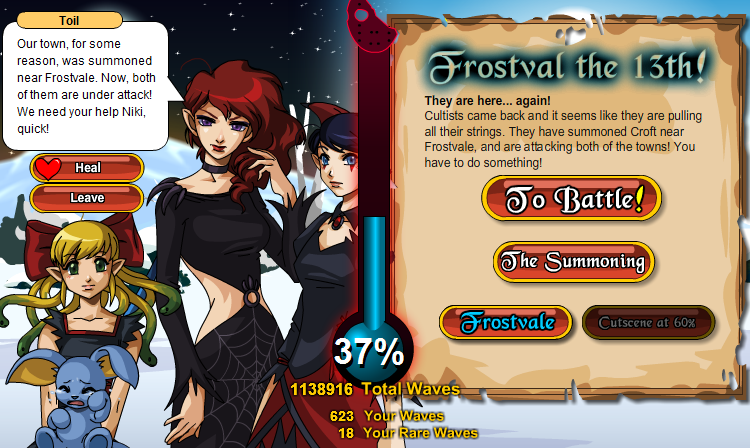 Toil
Our town, for some
reason, was summoned
near Frostvale. Now, both
of them are under attack!
We need your help Niki,
quick!
Heal
Leave
Frostval the 13th!
They are here... again!
Cultists came back and it seems like they are pulling
all their strings. They have summoned Croft near
Frostvale, and are attacking both of the towns! You
have to do something!
To Battle!
The Summoning
Frostvale
Cutscene at 60%
37%
1138916 Total Waves
623 Your Waves
18 Your Rare Waves